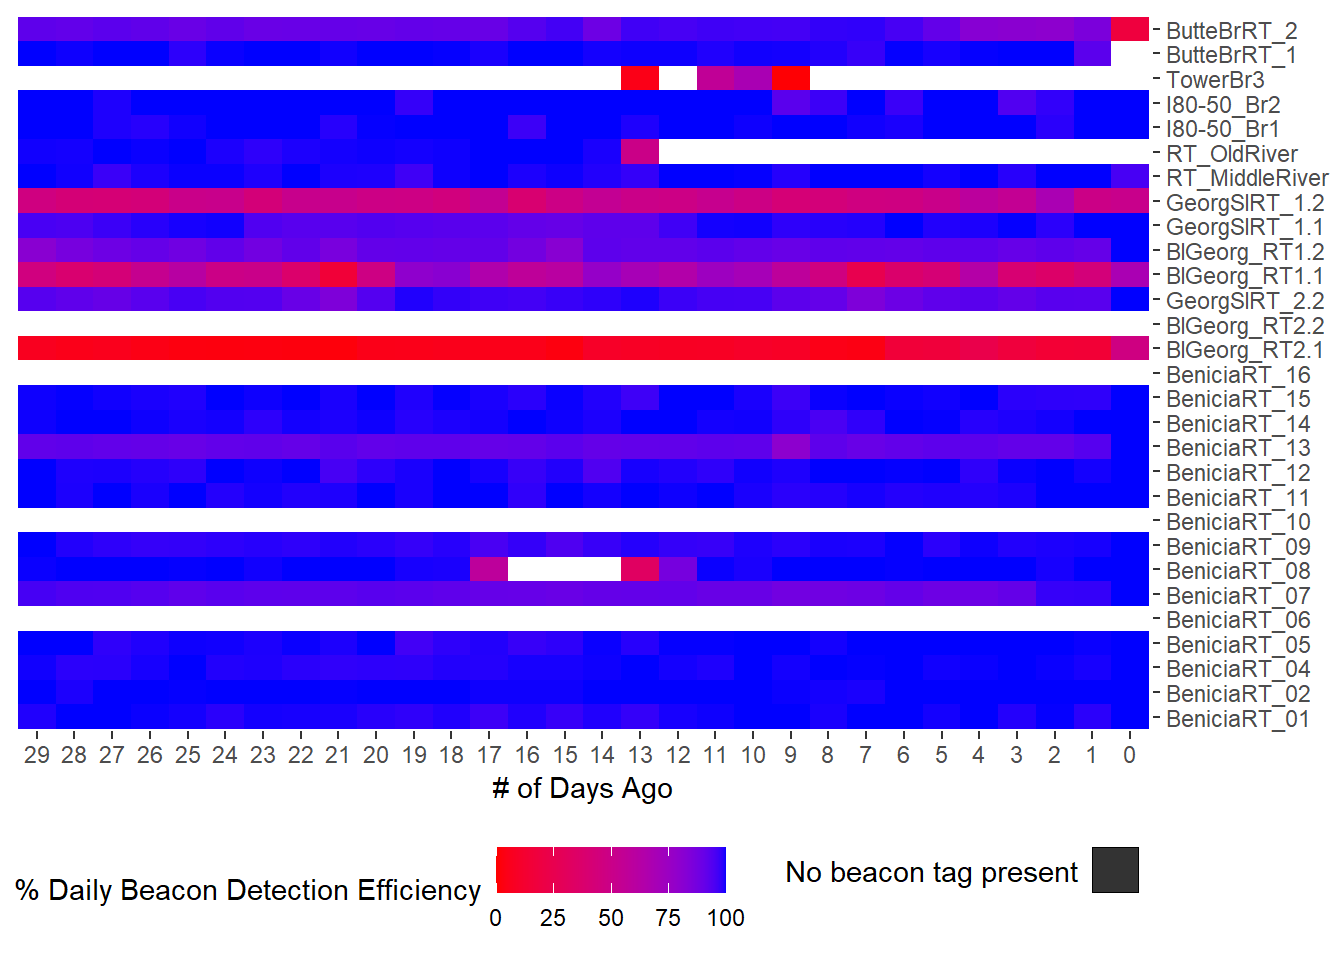 ButteBrRT_2
ButteBrRT_1
TowerBr3
I80-50_Br2
I80-50_Br1
RT_OldRiver
RT_MiddleRiver
GeorgSlRT_1.2
GeorgSlRT_1.1
BlGeorg_RT1.2
BlGeorg_RT1.1
GeorgSlRT_2.2
BlGeorg_RT2.2
BlGeorg_RT2.1
BeniciaRT_16
BeniciaRT_15
BeniciaRT_14
BeniciaRT_13
BeniciaRT_12
BeniciaRT_11
BeniciaRT_10
BeniciaRT_09
BeniciaRT_08
BeniciaRT_07
BeniciaRT_06
BeniciaRT_05
BeniciaRT_04
BeniciaRT_02
BeniciaRT_01
29 28 27 26 25 24 23 22 21 20 19 18 17 16 15 14 13 12 11 10 9 8 7 6 5 4 3 2 1 0
# of Days Ago
% Daily Beacon Detection Efficiency
0 25 50 75 100
No beacon tag present